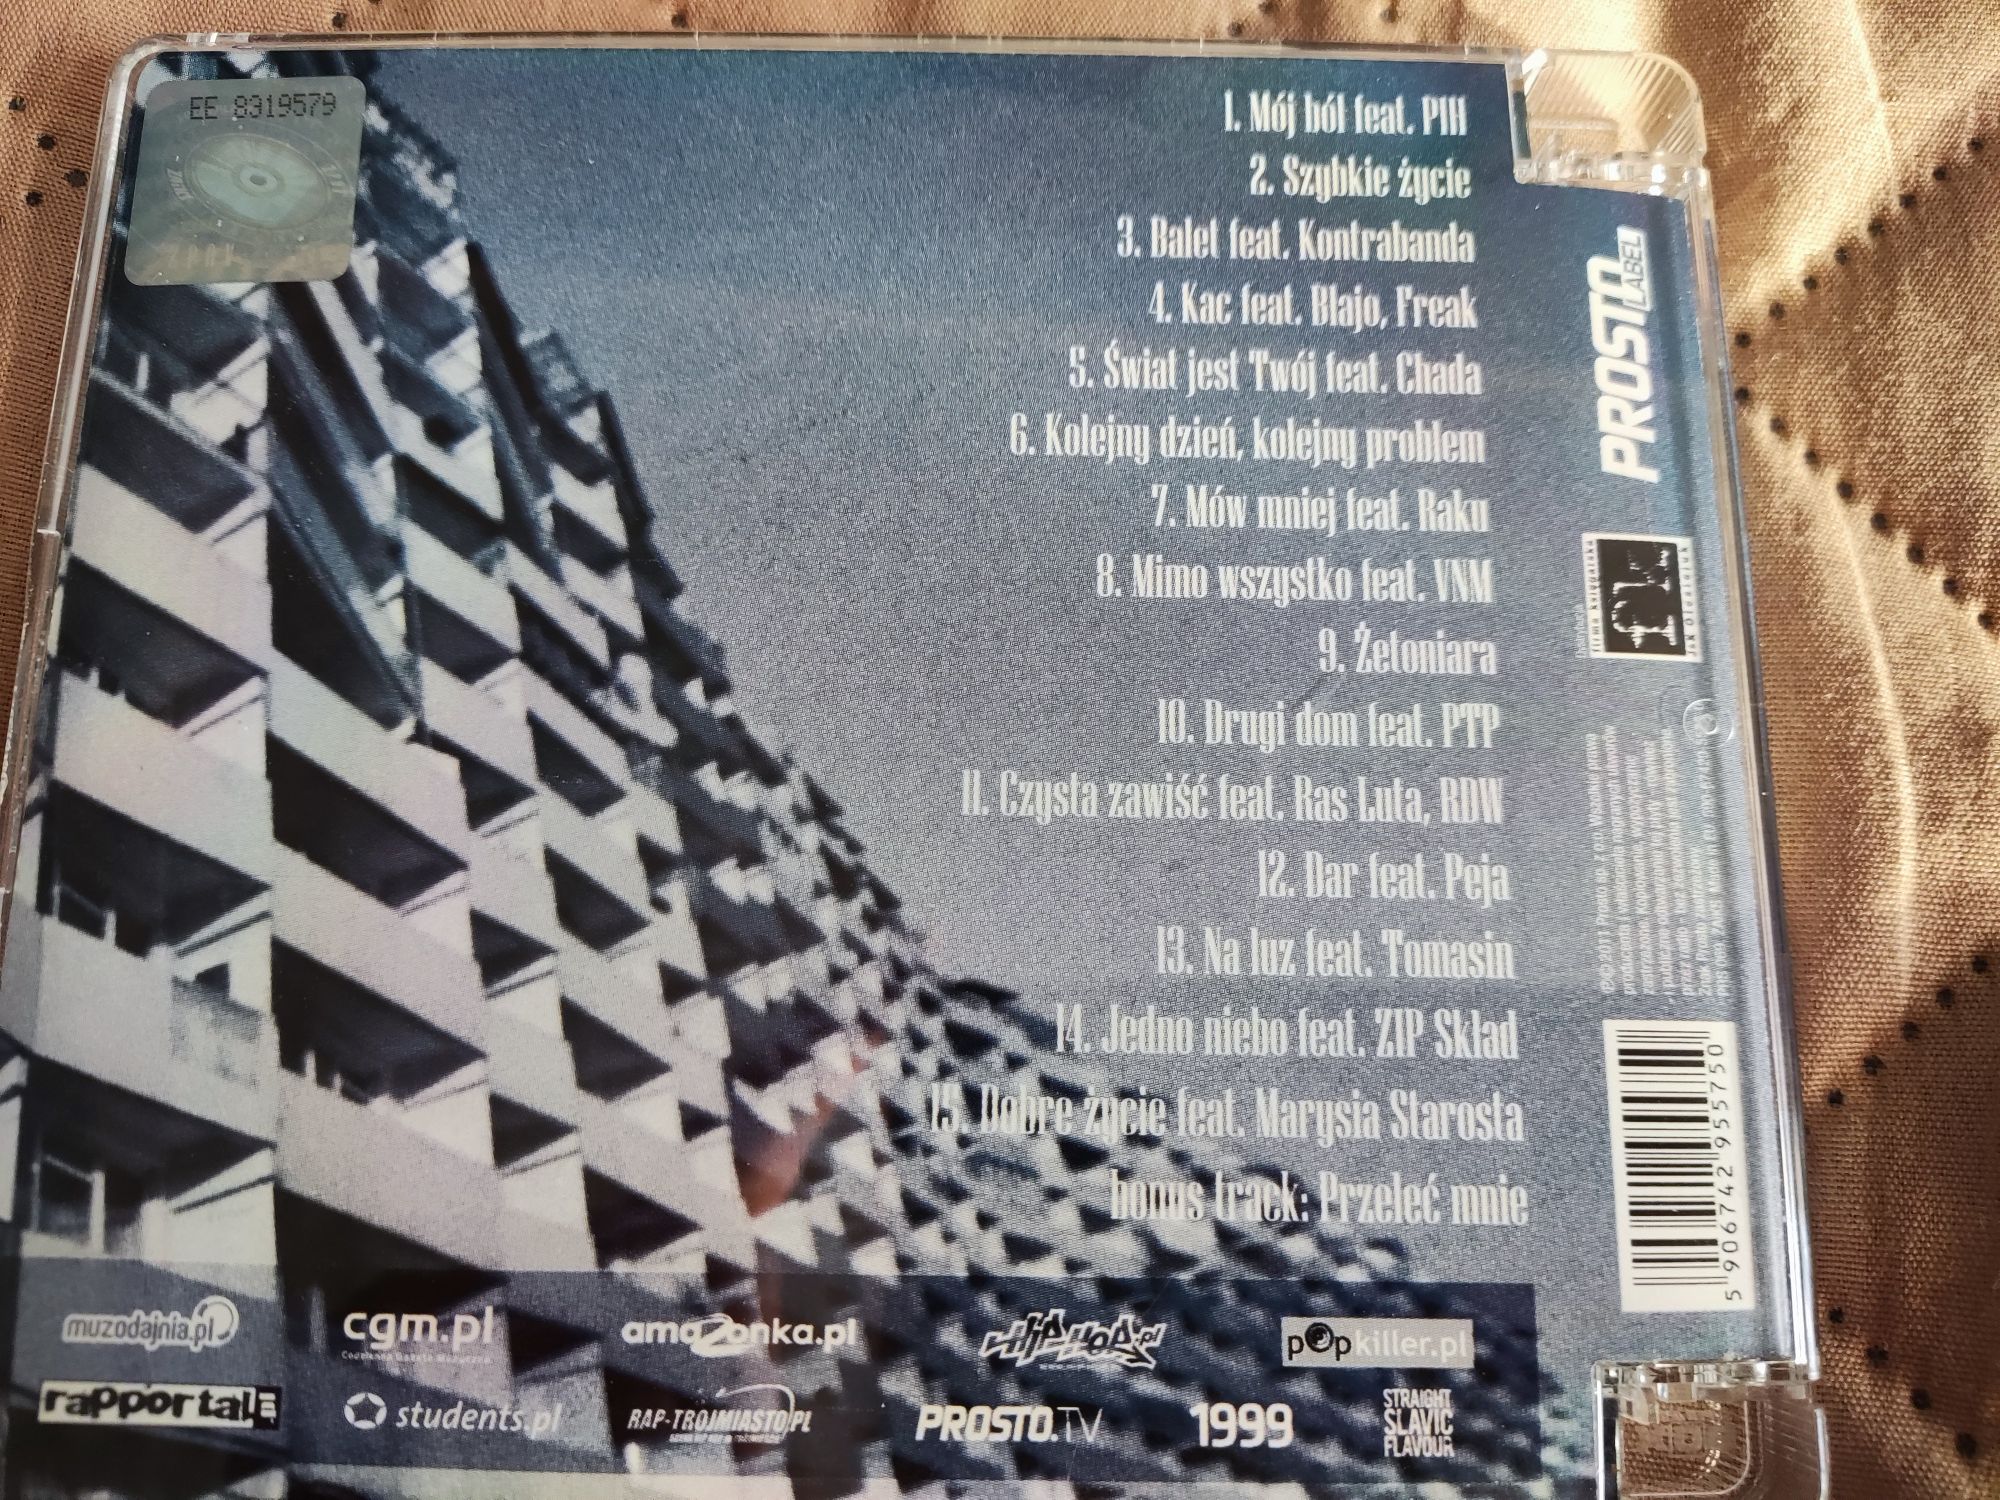 EE 8319579
1. Mój ból feat. PIH
2. Szybkie życie
3. Balet feat. Kontrabanda
4. Kac feat. Blajo, Freak
5. Świat jest Twój feat. Chada
6. Kolejny dzień, kolejny problem
7. Mów mniej feat. Raku
8. Mimo wszystko feat. VNM
9. Żetoniara
10. Drugi dom feat. PTP
11. Czysta zawiść feat. Ras Luta, RDW
12. Dar feat. Peja
13. Na luz feat. Tomasin
14. Jedno niebo feat. ZIP Skład
15. Dobre życie feat. Marysia Starosta
bonus track: Przeleć mnie
PROSTO
LABEL
firma księgarska
fk
5 906742 955750
muzodajnia.pl
cgm.pl
amazonka.pl
HIPHOP.pl
popkiller.pl
rapportal
students.pl
RAP-TROJMIASTO.PL
PROSTO.TV
1999
STRAIGHT
SLAVIC
FLAVOUR